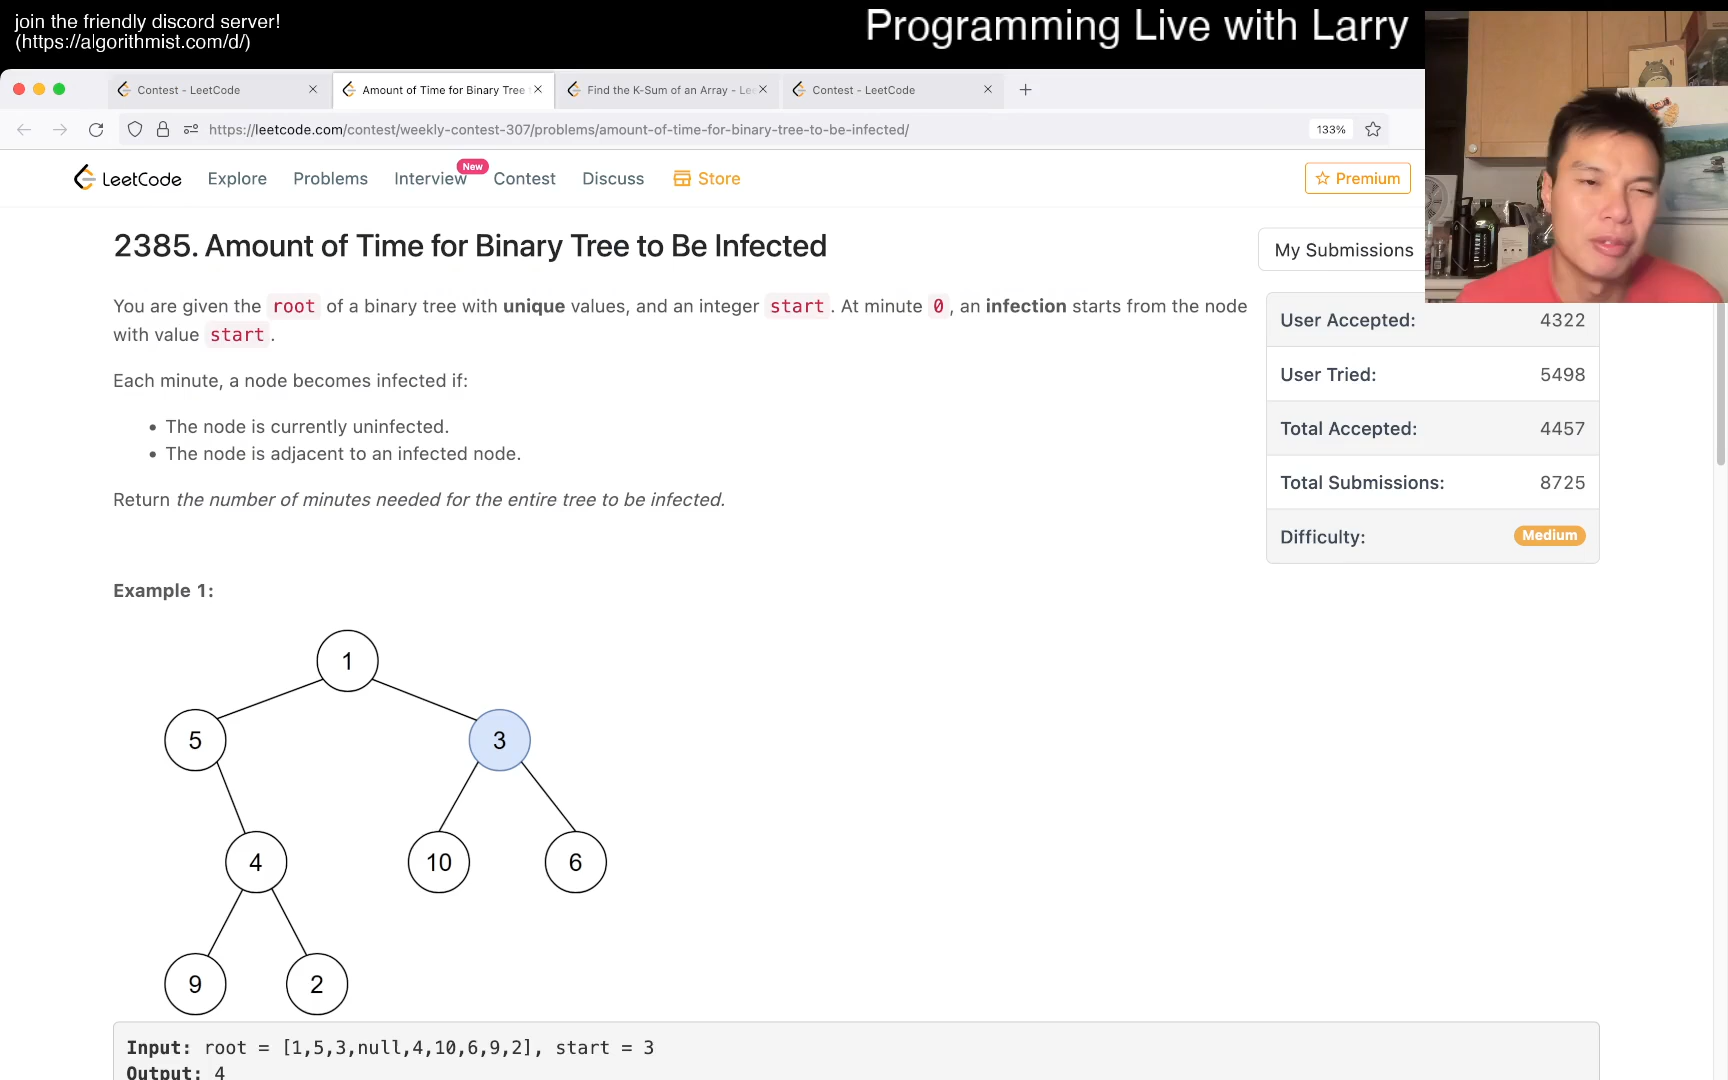 join the friendly discord server!
(https://algorithmist.com/d/)
Programming Live with Larry
Contest - LeetCode
Amount of Time for Binary Tree
Find the K-Sum of an Array - Lee
Contest - LeetCode
https://leetcode.com/contest/weekly-contest-307/problems/amount-of-time-for-binary-tree-to-be-infected/
133%
LeetCode
Explore
Problems
Interview
New
Contest
Discuss
Store
Premium
2385. Amount of Time for Binary Tree to Be Infected
My Submissions
You are given the root of a binary tree with unique values, and an integer start. At minute 0, an infection starts from the node
with value start.
Each minute, a node becomes infected if:
• The node is currently uninfected.
• The node is adjacent to an infected node.
Return the number of minutes needed for the entire tree to be infected.
User Accepted: 4322
User Tried: 5498
Total Accepted: 4457
Total Submissions: 8725
Difficulty: Medium
Example 1:
1
5
3
4
10
6
9
2
Input: root = [1,5,3,null,4,10,6,9,2], start = 3
Output: 4